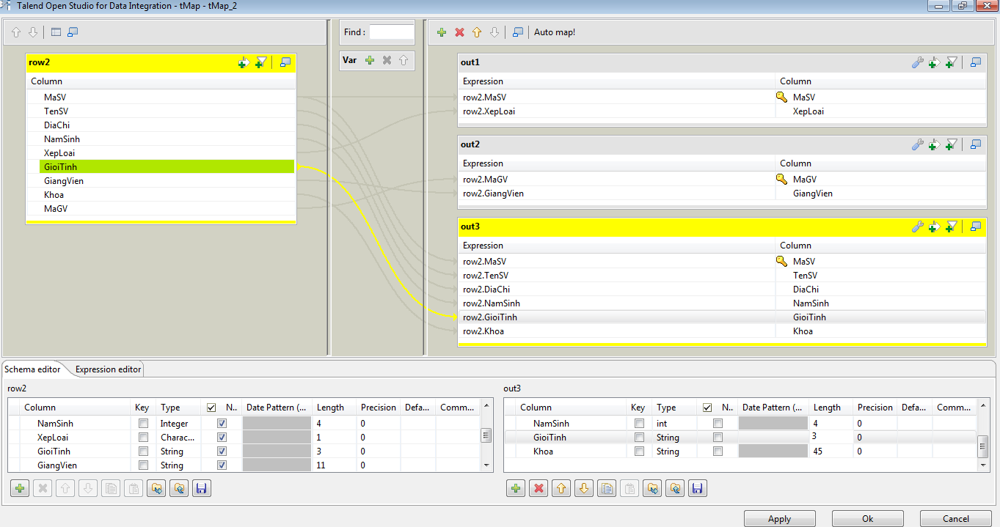 Talend Open Studio for Data Integration - tMap - tMap_2
Find :
Auto map!
Var
row2
Column
MaSV
TenSV
DiaChi
NamSinh
XepLoai
GioiTinh
GiangVien
Khoa
MaGV
out1
Expression Column
row2.MaSV MaSV
row2.XepLoai XepLoai
out2
Expression Column
row2.MaGV MaGV
row2.GiangVien GiangVien
out3
Expression Column
row2.MaSV MaSV
row2.TenSV TenSV
row2.DiaChi DiaChi
row2.NamSinh NamSinh
row2.GioiTinh GioiTinh
row2.Khoa Khoa
Schema editor Expression editor
row2
Column Key Type N.. Date Pattern (... Length Precision Defa... Comm...
NamSinh Integer 4 0
XepLoai Charac... 1 0
GioiTinh String 3 0
GiangVien String 11 0
out3
Column Key Type N.. Date Pattern (... Length Precision Defa... Comm...
NamSinh int 4 0
GioiTinh String 3 0
Khoa String 45 0
Apply Ok Cancel